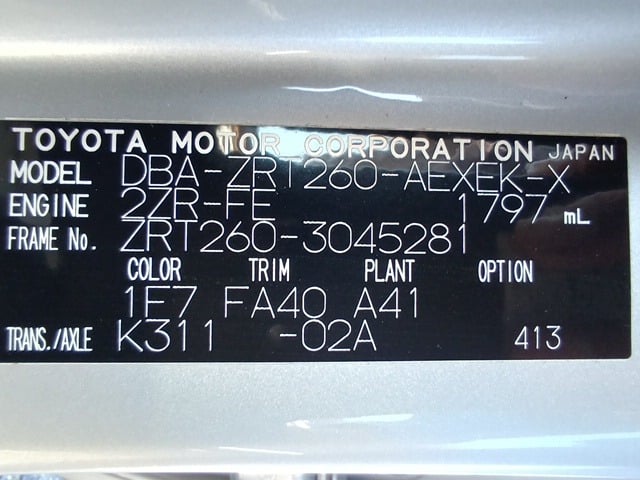 TOYOTA MOTOR CORPORATION JAPAN
MODEL DBA-ZRT260-AEXEK-X
ENGINE 2ZR-FE 1797 mL
FRAME No. ZRT260-3045281
COLOR TRIM PLANT OPTION
1F7 FA40 A41
TRANS./AXLE K311 -02A 413